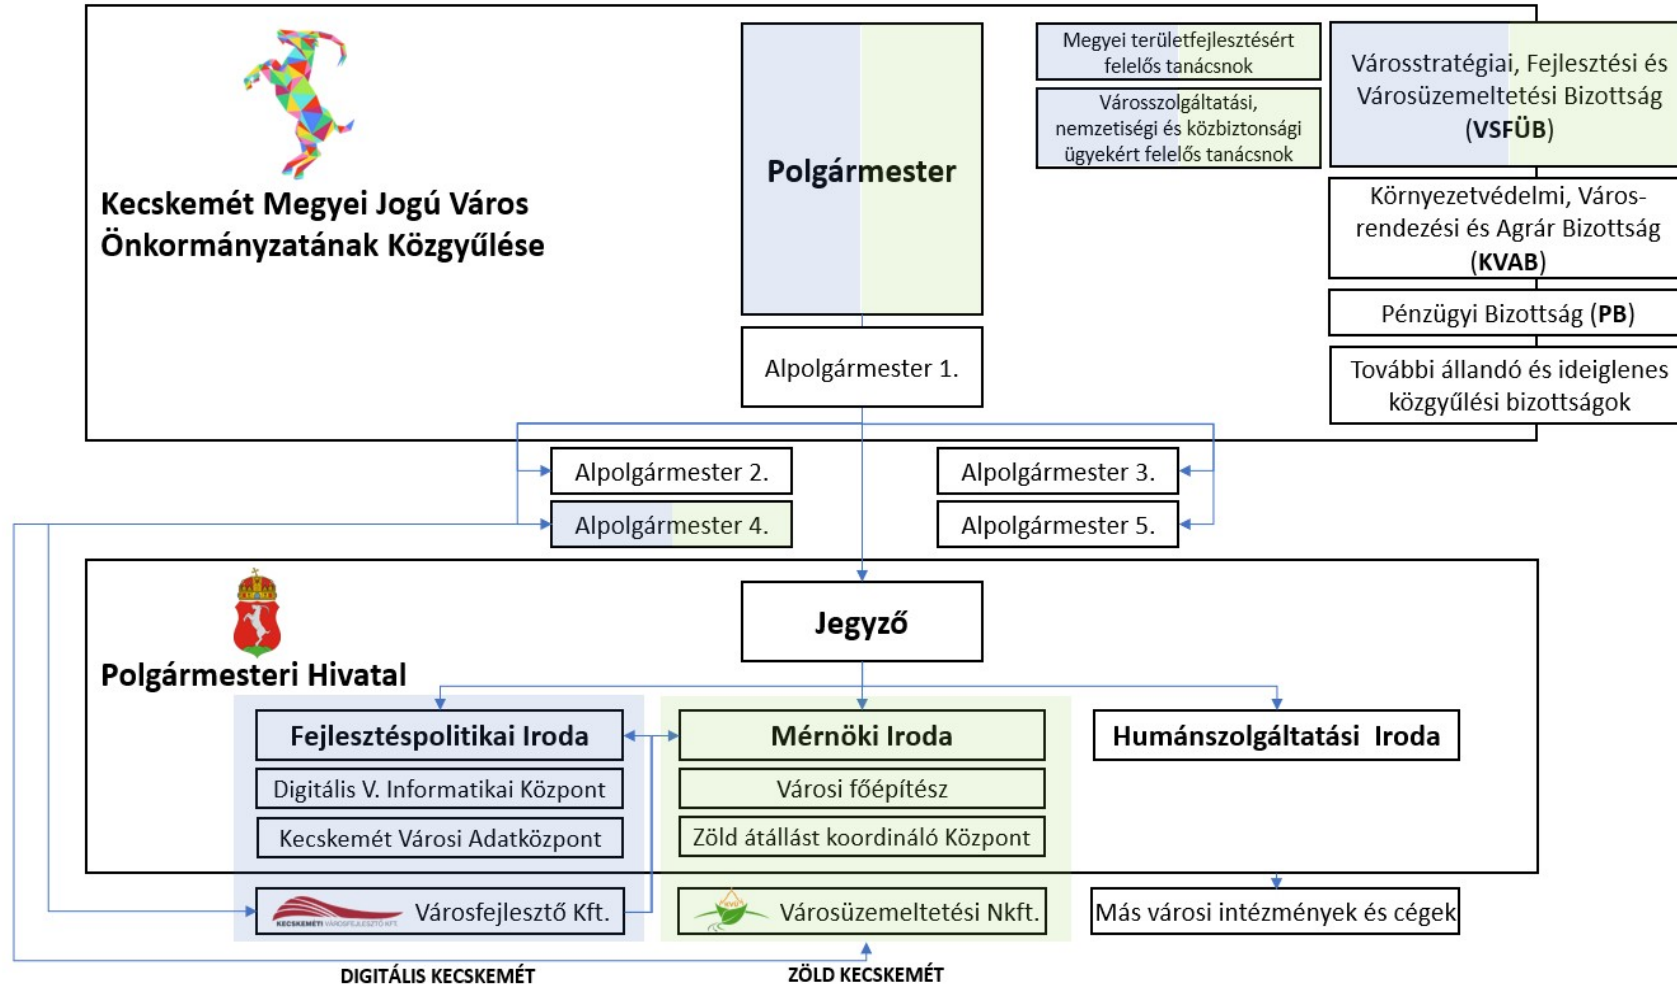 Kecskemét Megyei Jogú Város
Önkormányzatának Közgyűlése
Polgármester
Alpolgármester 1.
Megyei területfejlesztésért
felelős tanácsnok
Városszolgáltatási,
nemzetiségi és közbiztonsági
ügyekért felelős tanácsnok
Városstratégiai, Fejlesztési és
Városüzemeltetési Bizottság
(VSFÜB)
Környezetvédelmi, Város-
rendezési és Agrár Bizottság
(KVAB)
Pénzügyi Bizottság (PB)
További állandó és ideiglenes
közgyűlési bizottságok
Alpolgármester 2.
Alpolgármester 3.
Alpolgármester 4.
Alpolgármester 5.
Polgármesteri Hivatal
Jegyző
Fejlesztéspolitikai Iroda
Digitális V. Informatikai Központ
Kecskemét Városi Adatközpont
KECSKEMÉTI VÁROSFEJLESZTŐ KFT.
Városfejlesztő Kft.
Mérnöki Iroda
Városi főépítész
Zöld átállást koordináló Központ
KVÜ
Városüzemeltetési Nkft.
Humánszolgáltatási Iroda
Más városi intézmények és cégek
DIGITÁLIS KECSKEMÉT
ZÖLD KECSKEMÉT